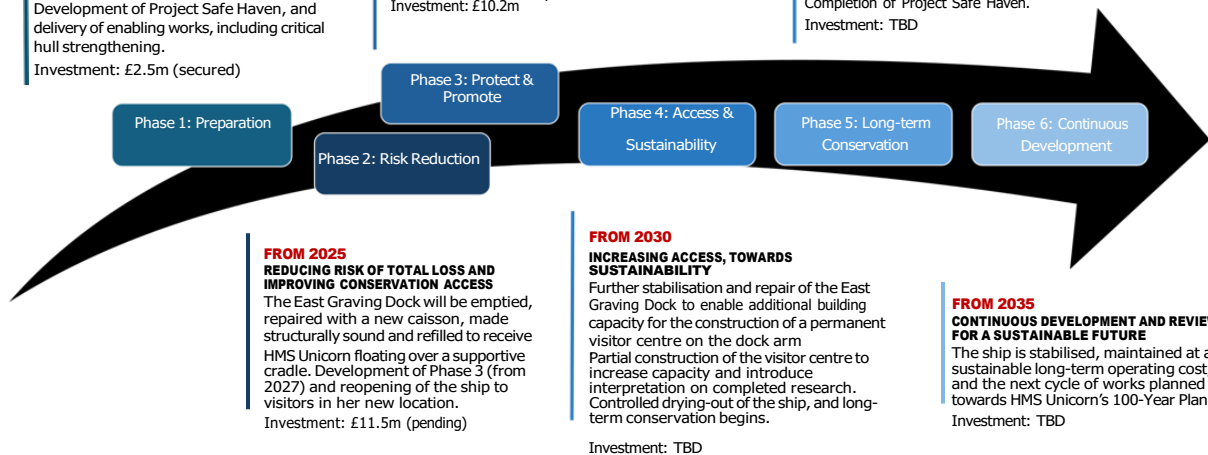 Development of Project Safe Haven, and
delivery of enabling works, including critical
hull strengthening.
Investment: £2.5m (secured)
Investment: £10.2m
Completion of Project Safe Haven.
Investment: TBD
Phase 1: Preparation
Phase 2: Risk Reduction
Phase 3: Protect &
Promote
Phase 4: Access &
Sustainability
Phase 5: Long-term
Conservation
Phase 6: Continuous
Development
FROM 2025
REDUCING RISK OF TOTAL LOSS AND
IMPROVING CONSERVATION ACCESS
The East Graving Dock will be emptied,
repaired with a new caisson, made
structurally sound and refilled to receive
HMS Unicorn floating over a supportive
cradle. Development of Phase 3 (from
2027) and reopening of the ship to
visitors in her new location.
Investment: £11.5m (pending)
FROM 2030
INCREASING ACCESS, TOWARDS
SUSTAINABILITY
Further stabilisation and repair of the East
Graving Dock to enable additional building
capacity for the construction of a permanent
visitor centre on the dock arm
Partial construction of the visitor centre to
increase capacity and introduce
interpretation on completed research.
Controlled drying-out of the ship, and long-
term conservation begins.
Investment: TBD
FROM 2035
CONTINUOUS DEVELOPMENT AND REVIEW
FOR A SUSTAINABLE FUTURE
The ship is stabilised, maintained at a
sustainable long-term operating cost,
and the next cycle of works planned
towards HMS Unicorn's 100-Year Plan
Investment: TBD